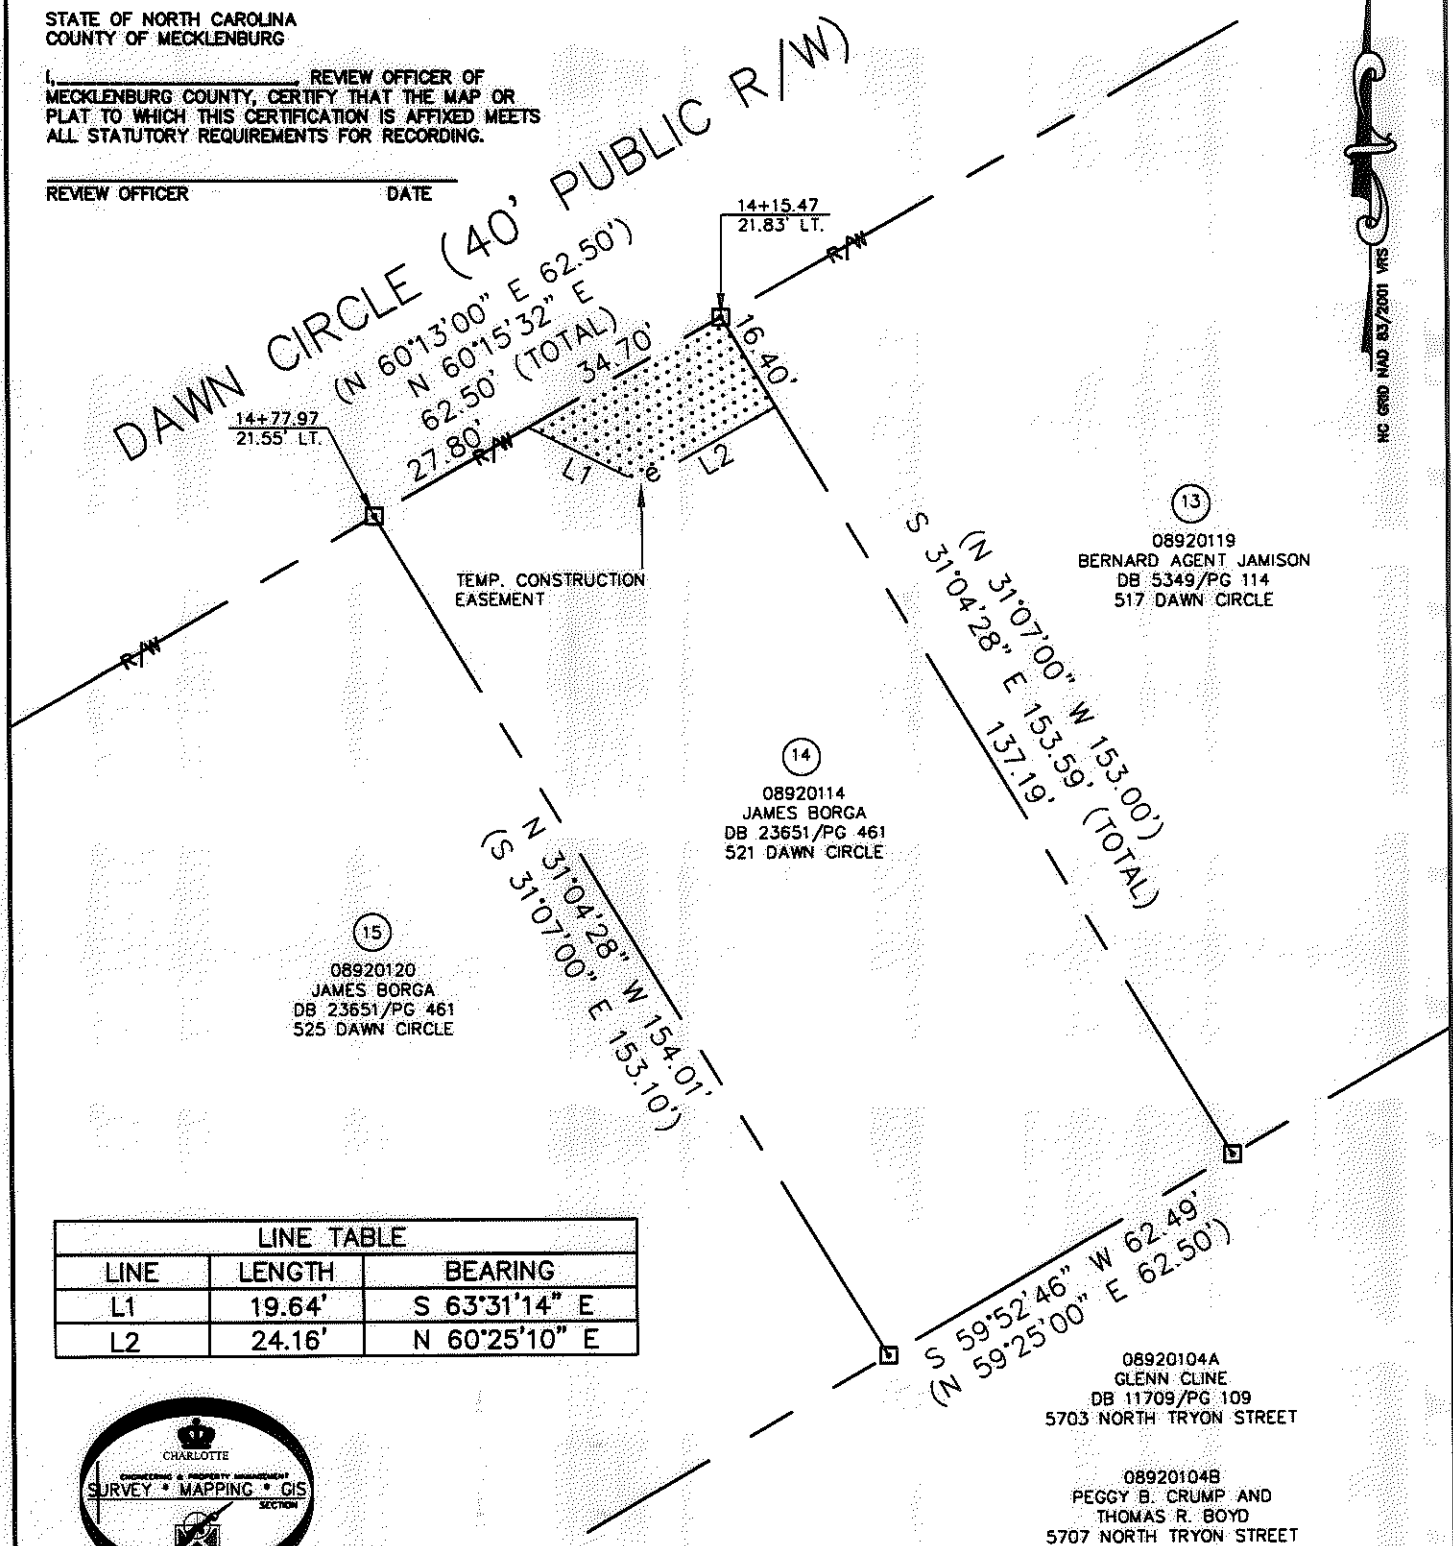 STATE OF NORTH CAROLINA
COUNTY OF MECKLENBURG
I,____________________, REVIEW OFFICER OF
MECKLENBURG COUNTY, CERTIFY THAT THE MAP OR
PLAT TO WHICH THIS CERTIFICATION IS AFFIXED MEETS
ALL STATUTORY REQUIREMENTS FOR RECORDING.
REVIEW OFFICER DATE
DAWN CIRCLE (40' PUBLIC R/W)
14+15.47
21.83' LT.
R/W
(N 60°13'00" E 62.50')
N 60°15'32" E
62.50' (TOTAL)
34.70'
16.40'
14+77.97
21.55' LT.
27.80'
R/W
L1
e
L2
NC GRID NAD 83/2001 VRS
TEMP. CONSTRUCTION
EASEMENT
R/W
13
08920119
BERNARD AGENT JAMISON
DB 5349/PG 114
517 DAWN CIRCLE
(N 31°07'00" W 153.00')
S 31°04'28" E 153.59' (TOTAL)
137.19'
14
08920114
JAMES BORGA
DB 23651/PG 461
521 DAWN CIRCLE
N 31°04'28" W 154.01'
(S 31°07'00" E 153.10')
15
08920120
JAMES BORGA
DB 23651/PG 461
525 DAWN CIRCLE
LINE TABLE
LINE LENGTH BEARING
L1 19.64' S 63°31'14" E
L2 24.16' N 60°25'10" E
S 59°52'46" W 62.49'
(N 59°25'00" E 62.50')
08920104A
GLENN CLINE
DB 11709/PG 109
5703 NORTH TRYON STREET
08920104B
PEGGY B. CRUMP AND
THOMAS R. BOYD
5707 NORTH TRYON STREET
CHARLOTTE
ENGINEERING & PROPERTY MANAGEMENT
SURVEY * MAPPING * GIS
SECTION